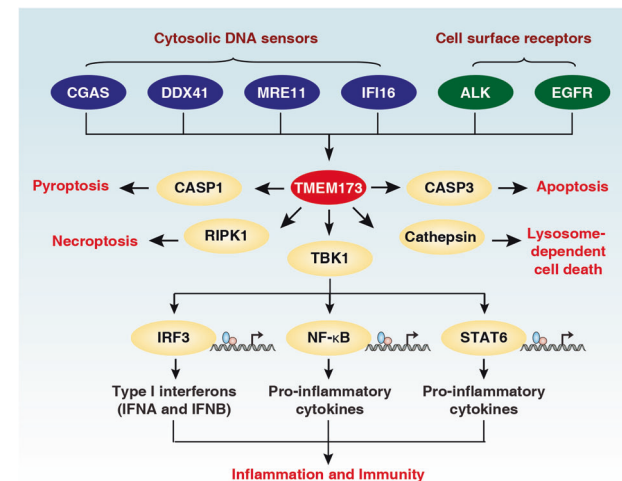 Cytosolic DNA sensors
Cell surface receptors
CGAS
DDX41
MRE11
IFI16
ALK
EGFR
Pyroptosis
CASP1
TMEM173
CASP3
Apoptosis
Necroptosis
RIPK1
TBK1
Cathepsin
Lysosome-
dependent
cell death
IRF3
NF-κB
STAT6
Type I interferons
(IFNA and IFNB)
Pro-inflammatory
cytokines
Pro-inflammatory
cytokines
Inflammation and Immunity